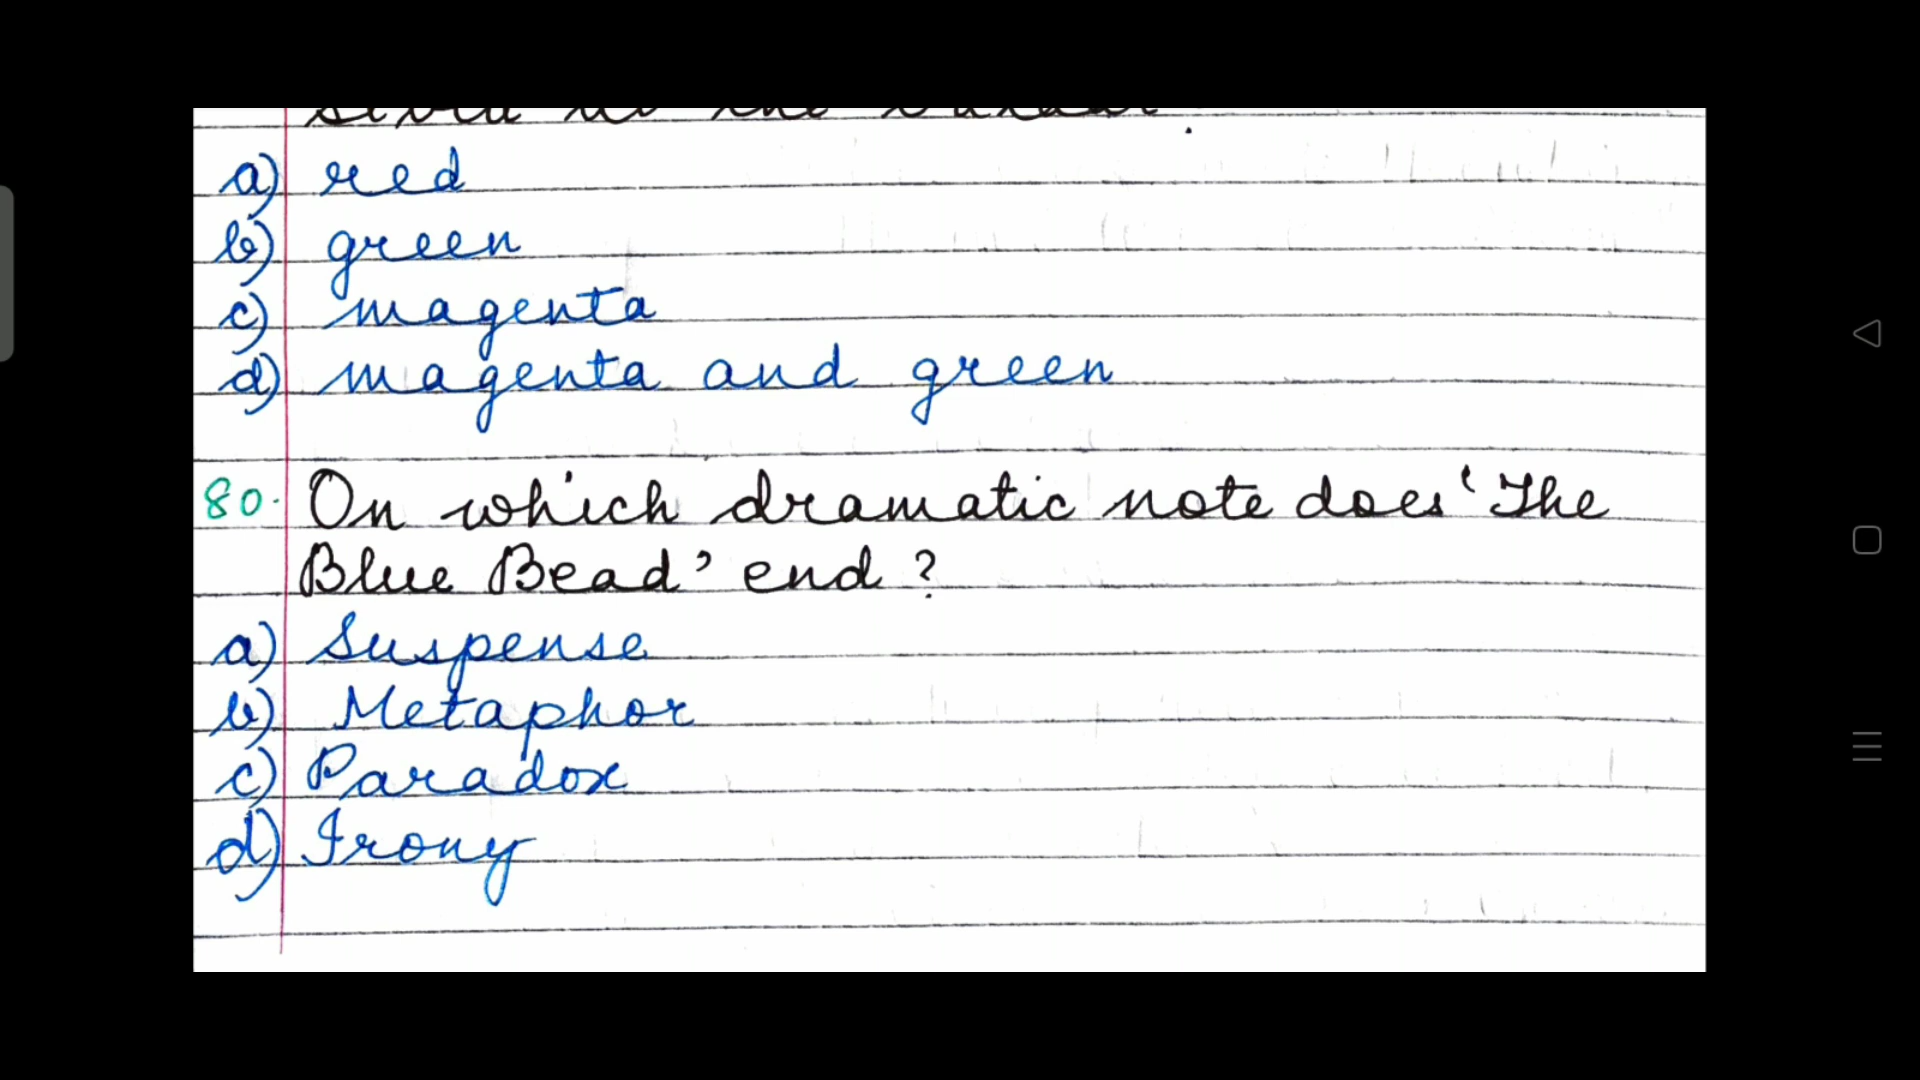 a) red
b) green
c) magenta
d) magenta and green
80. On which dramatic note does 'The
Blue Bead' end ?
a) Suspense
b) Metaphor
c) Paradox
d) Irony